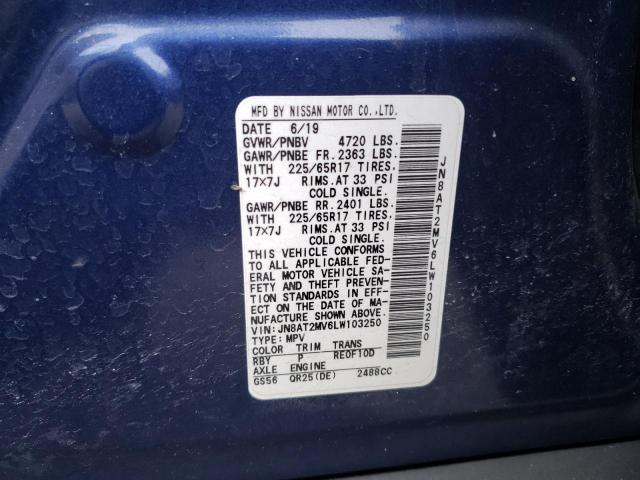 MFD BY NISSAN MOTOR CO.,LTD.
DATE 6/19
GVWR/PNBV 4720 LBS.
GAWR/PNBE FR. 2363 LBS.
WITH 225/65R17 TIRES,
17X7J RIMS.AT 33 PSI
COLD SINGLE.
GAWR/PNBE RR. 2401 LBS.
WITH 225/65R17 TIRES,
17X7J RIMS.AT 33 PSI
COLD SINGLE.
THIS VEHICLE CONFORMS
TO ALL APPLICABLE FED-
ERAL MOTOR VEHICLE SA-
FETY AND THEFT PREVEN-
TION STANDARDS IN EFF-
ECT ON THE DATE OF MA-
NUFACTURE SHOWN ABOVE.
VIN: JN8AT2MV6LW103250
TYPE: MPV
COLOR TRIM TRANS
RBY P RE0F10D
AXLE ENGINE
GS56 QR25(DE) 2488CC
JN8AT2MV6LW103250